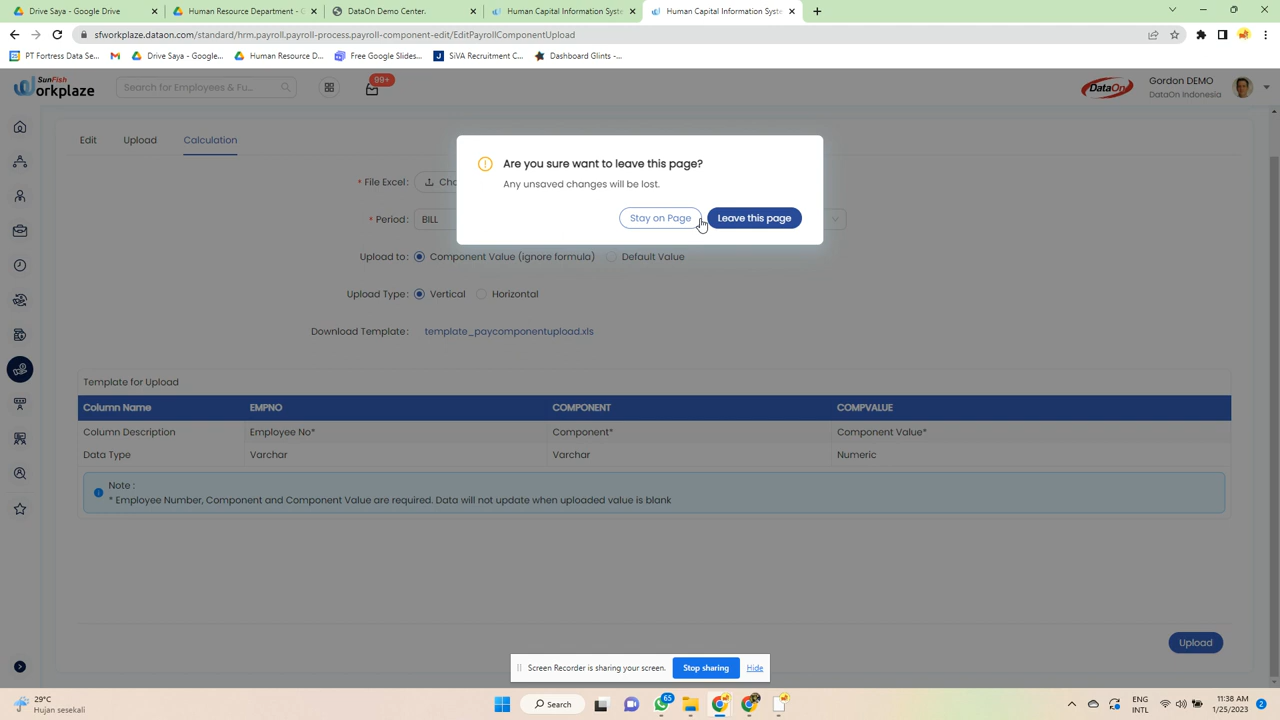 Drive Saya - Google Drive
Human Resource Department - G
DataOn Demo Center.
Human Capital Information Syste
Human Capital Information Syste
sfworkplaze.dataon.com/standard/hrm.payroll.payroll-process.payroll-component-edit/EditPayrollComponentUpload
PT Fortress Data Se...
Drive Saya - Google...
Human Resource D...
Free Google Slides...
SiVA Recruitment C...
Dashboard Glints –...
SunFish
orkplaze
Search for Employees & Fu...
99+
DataOn
Gordon DEMO
DataOn Indonesia
Edit
Upload
Calculation
Are you sure want to leave this page?
Any unsaved changes will be lost.
Stay on Page
Leave this page
* File Excel :
Cho
* Period :
BILL
Upload to :
Component Value (ignore formula)
Default Value
Upload Type :
Vertical
Horizontal
Download Template :
template_paycomponentupload.xls
Template for Upload
Column Name EMPNO COMPONENT COMPVALUE
Column Description Employee No* Component* Component Value*
Data Type Varchar Varchar Numeric
Note :
* Employee Number, Component and Component Value are required. Data will not update when uploaded value is blank
Upload
Screen Recorder is sharing your screen.
Stop sharing
Hide
29°C
Hujan sesekali
Search
65
ENG
INTL
11:38 AM
1/25/2023
2